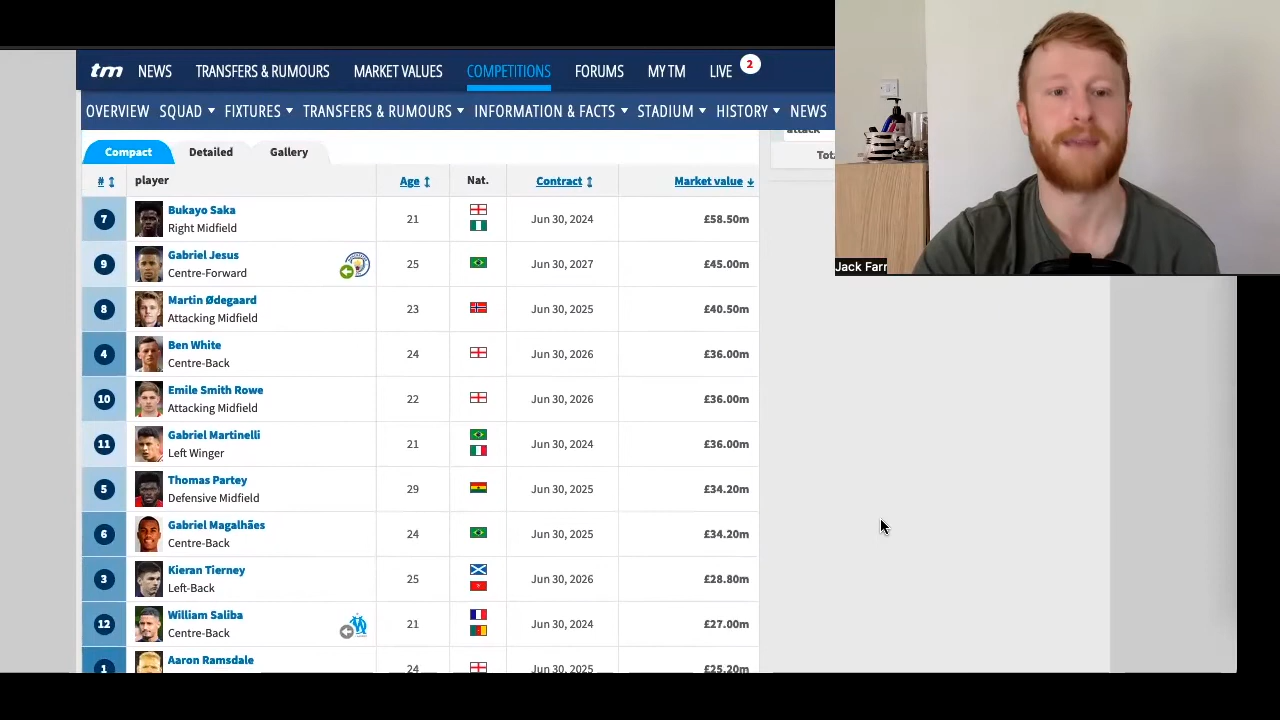 tm NEWS TRANSFERS & RUMOURS MARKET VALUES COMPETITIONS FORUMS MY TM LIVE 2
OVERVIEW SQUAD FIXTURES TRANSFERS & RUMOURS INFORMATION & FACTS STADIUM HISTORY NEWS
attack
Compact Detailed Gallery
Tot
# player Age Nat. Contract Market value
7 Bukayo Saka 21 Jun 30, 2024 £58.50m
Right Midfield
9 Gabriel Jesus 25 Jun 30, 2027 £45.00m
Centre-Forward
8 Martin Ødegaard 23 Jun 30, 2025 £40.50m
Attacking Midfield
4 Ben White 24 Jun 30, 2026 £36.00m
Centre-Back
10 Emile Smith Rowe 22 Jun 30, 2026 £36.00m
Attacking Midfield
11 Gabriel Martinelli 21 Jun 30, 2024 £36.00m
Left Winger
5 Thomas Partey 29 Jun 30, 2025 £34.20m
Defensive Midfield
6 Gabriel Magalhães 24 Jun 30, 2025 £34.20m
Centre-Back
3 Kieran Tierney 25 Jun 30, 2026 £28.80m
Left-Back
12 William Saliba 21 Jun 30, 2024 £27.00m
Centre-Back
1 Aaron Ramsdale 24 Jun 30, 2025 £25.20m
Jack Farr